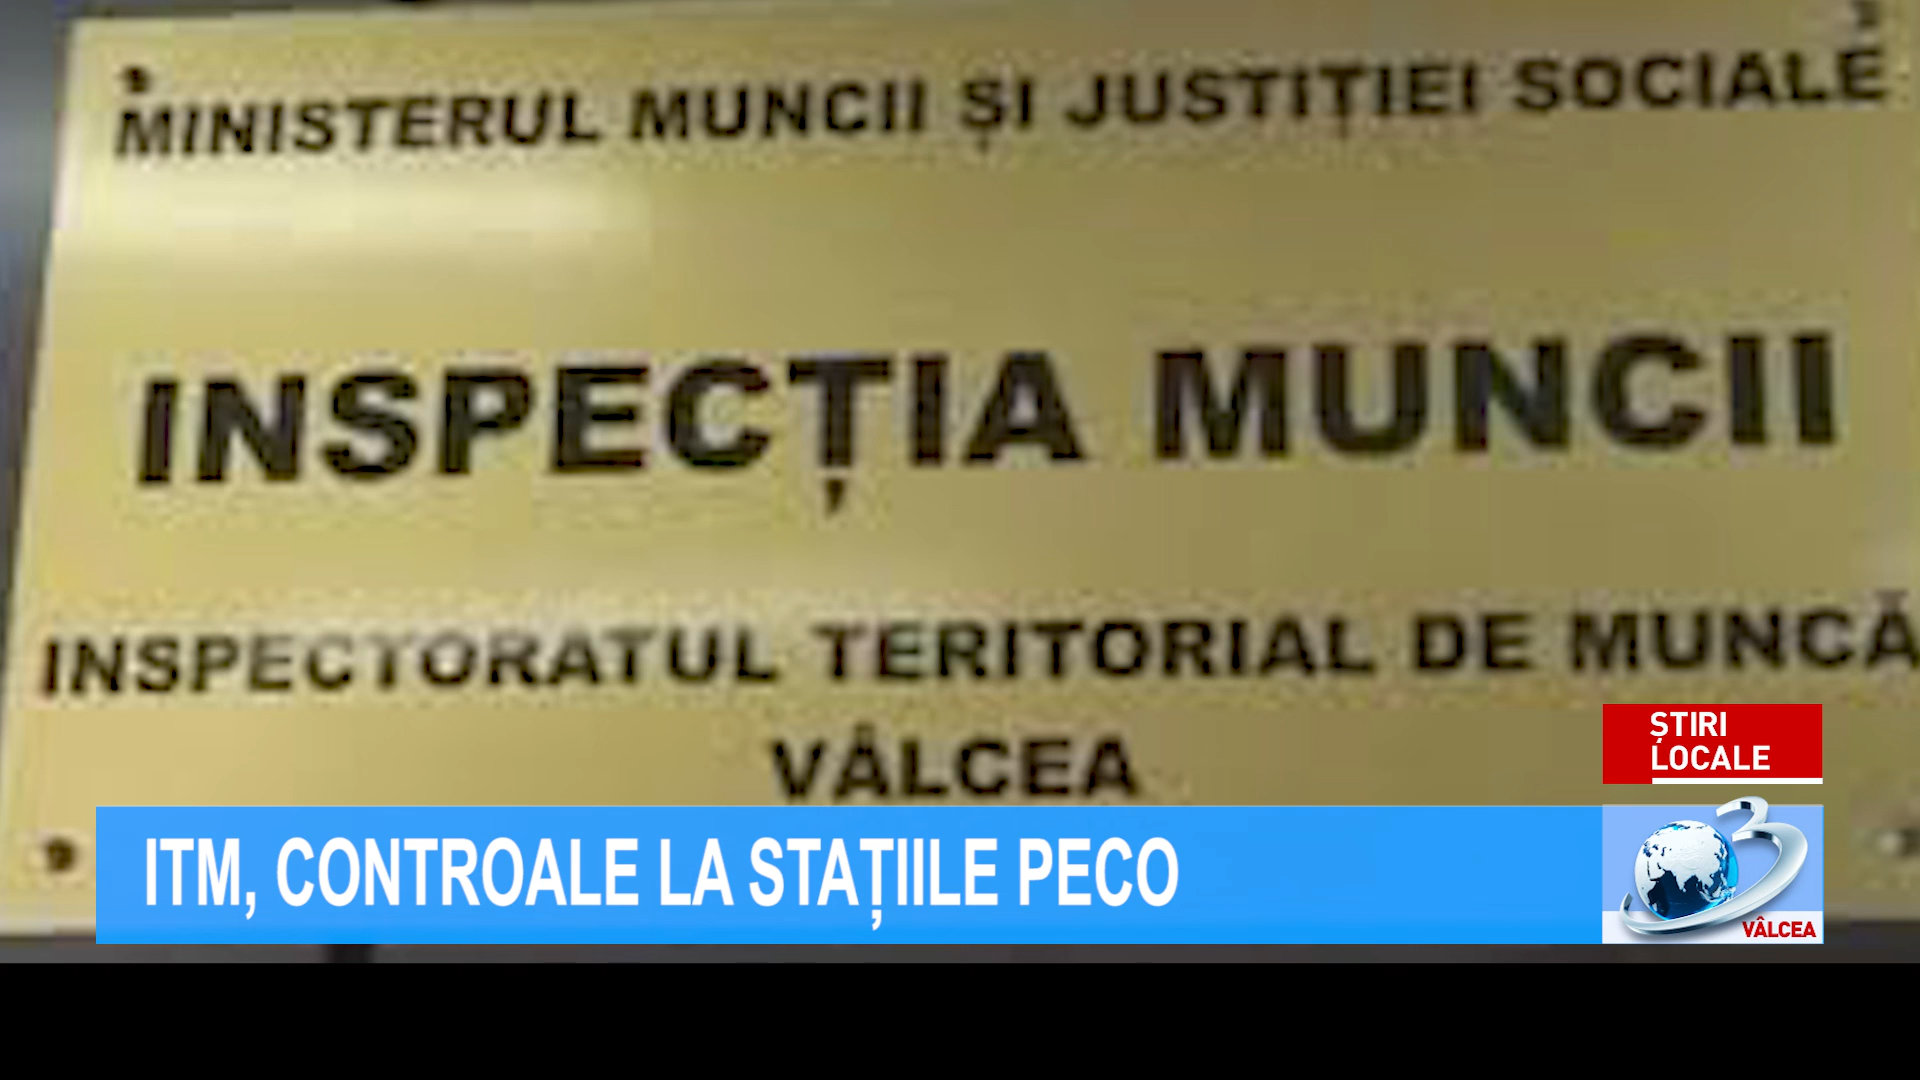 MINISTERUL MUNCII ȘI JUSTIȚIEI SOCIALE
INSPECȚIA MUNCII
INSPECTORATUL TERITORIAL DE MUNCĂ
VÂLCEA
ȘTIRI
LOCALE
ITM, CONTROALE LA STAȚIILE PECO
3
VÂLCEA